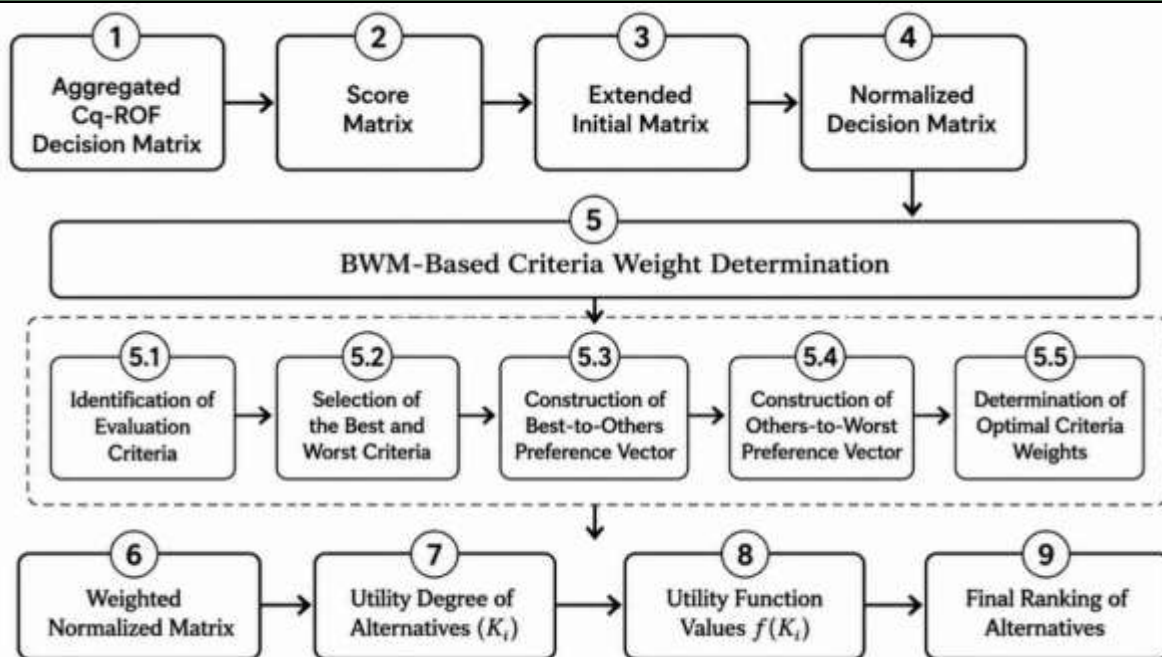 1
Aggregated
Cq-ROF
Decision Matrix
2
Score
Matrix
3
Extended
Initial Matrix
4
Normalized
Decision Matrix
5
BWM-Based Criteria Weight Determination
5.1
Identification of
Evaluation
Criteria
5.2
Selection of
the Best and
Worst Criteria
5.3
Construction of
Best-to-Others
Preference Vector
5.4
Construction of
Others-to-Worst
Preference Vector
5.5
Determination of
Optimal Criteria
Weights
6
Weighted
Normalized Matrix
7
Utility Degree of
Alternatives (Kᵢ)
8
Utility Function
Values f(Kᵢ)
9
Final Ranking of
Alternatives